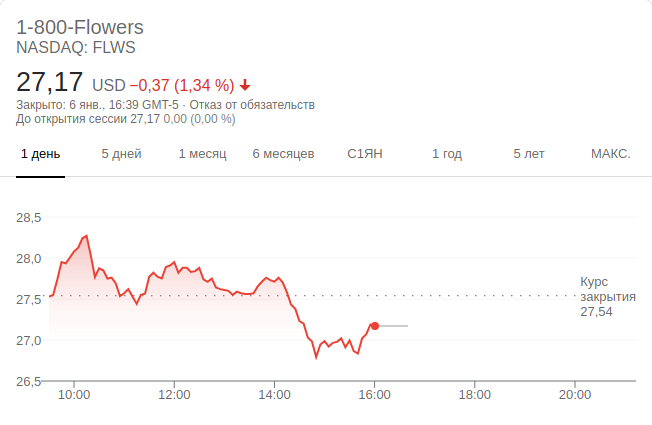 1-800-Flowers
NASDAQ: FLWS
27,17 USD −0,37 (1,34 %)
Закрыто: 6 янв., 16:39 GMT-5 · Отказ от обязательств
До открытия сессии 27,17 0,00 (0,00 %)
1 день 5 дней 1 месяц 6 месяцев С1ЯН 1 год 5 лет МАКС.
28,5
28,0
27,5
27,0
26,5
Курс
закрытия
27,54
10:00 12:00 14:00 16:00 18:00 20:00